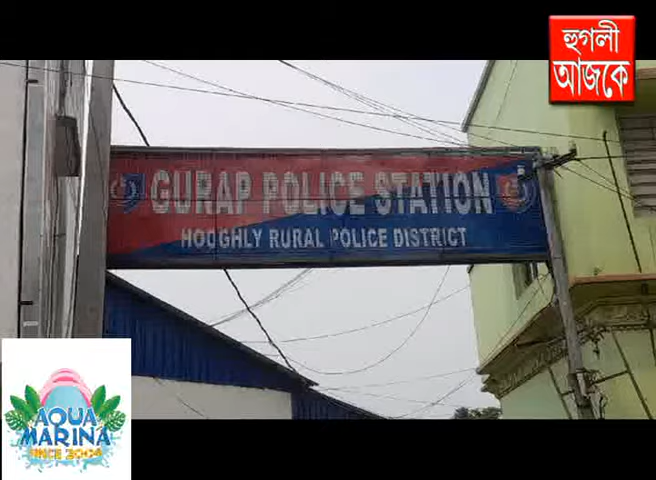 হুগলী
আজকে
GURAP POLICE STATION
HOOGHLY RURAL POLICE DISTRICT
AQUA
MARINA
SINCE 2004